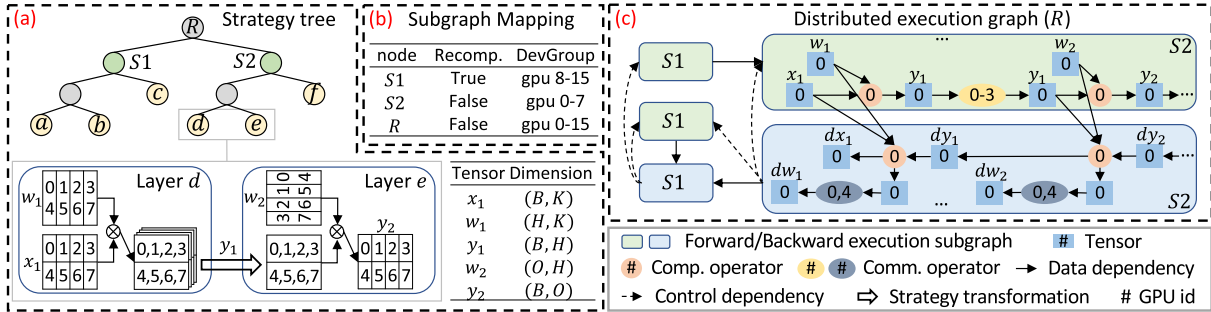 (a)
Strategy tree
R
S1
S2
c
f
a
b
d
e
w1
0 1 2 3
4 5 6 7
x1
0 1 2 3
4 5 6 7
Layer d
0,1,2,3
4,5,6,7
y1
w2
3 2 1 0
7 6 5 4
Layer e
0,1,2,3
4,5,6,7
y2
0 1 2 3
4 5 6 7
(b)
Subgraph Mapping
node Recomp. DevGroup
S1 True gpu 8-15
S2 False gpu 0-7
R False gpu 0-15
Tensor Dimension
x1 (B, K)
w1 (H, K)
y1 (B, H)
w2 (O, H)
y2 (B, O)
(c)
Distributed execution graph (R)
S1
S1
S1
w1 ... w2 S2
0 0
x1 y1 y1 y2
0 0 0 0-3 0 0 0 ...
dx1 dy1 dy2
0 0 0 0 0 ...
dw1 dw2
0 0,4 0 ... 0 0,4 0 S2
Forward/Backward execution subgraph # Tensor
# Comp. operator # # Comm. operator Data dependency
Control dependency Strategy transformation # GPU id